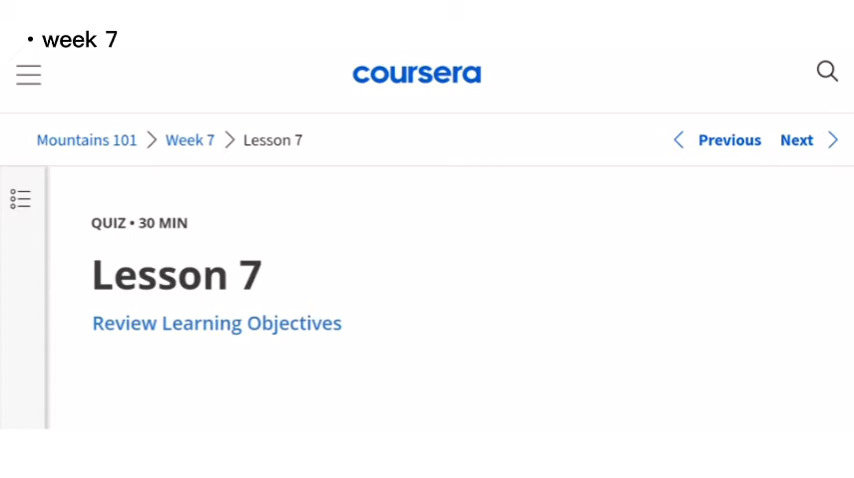 • week 7
coursera
Mountains 101 > Week 7 > Lesson 7
Previous Next
QUIZ • 30 MIN
Lesson 7
Review Learning Objectives